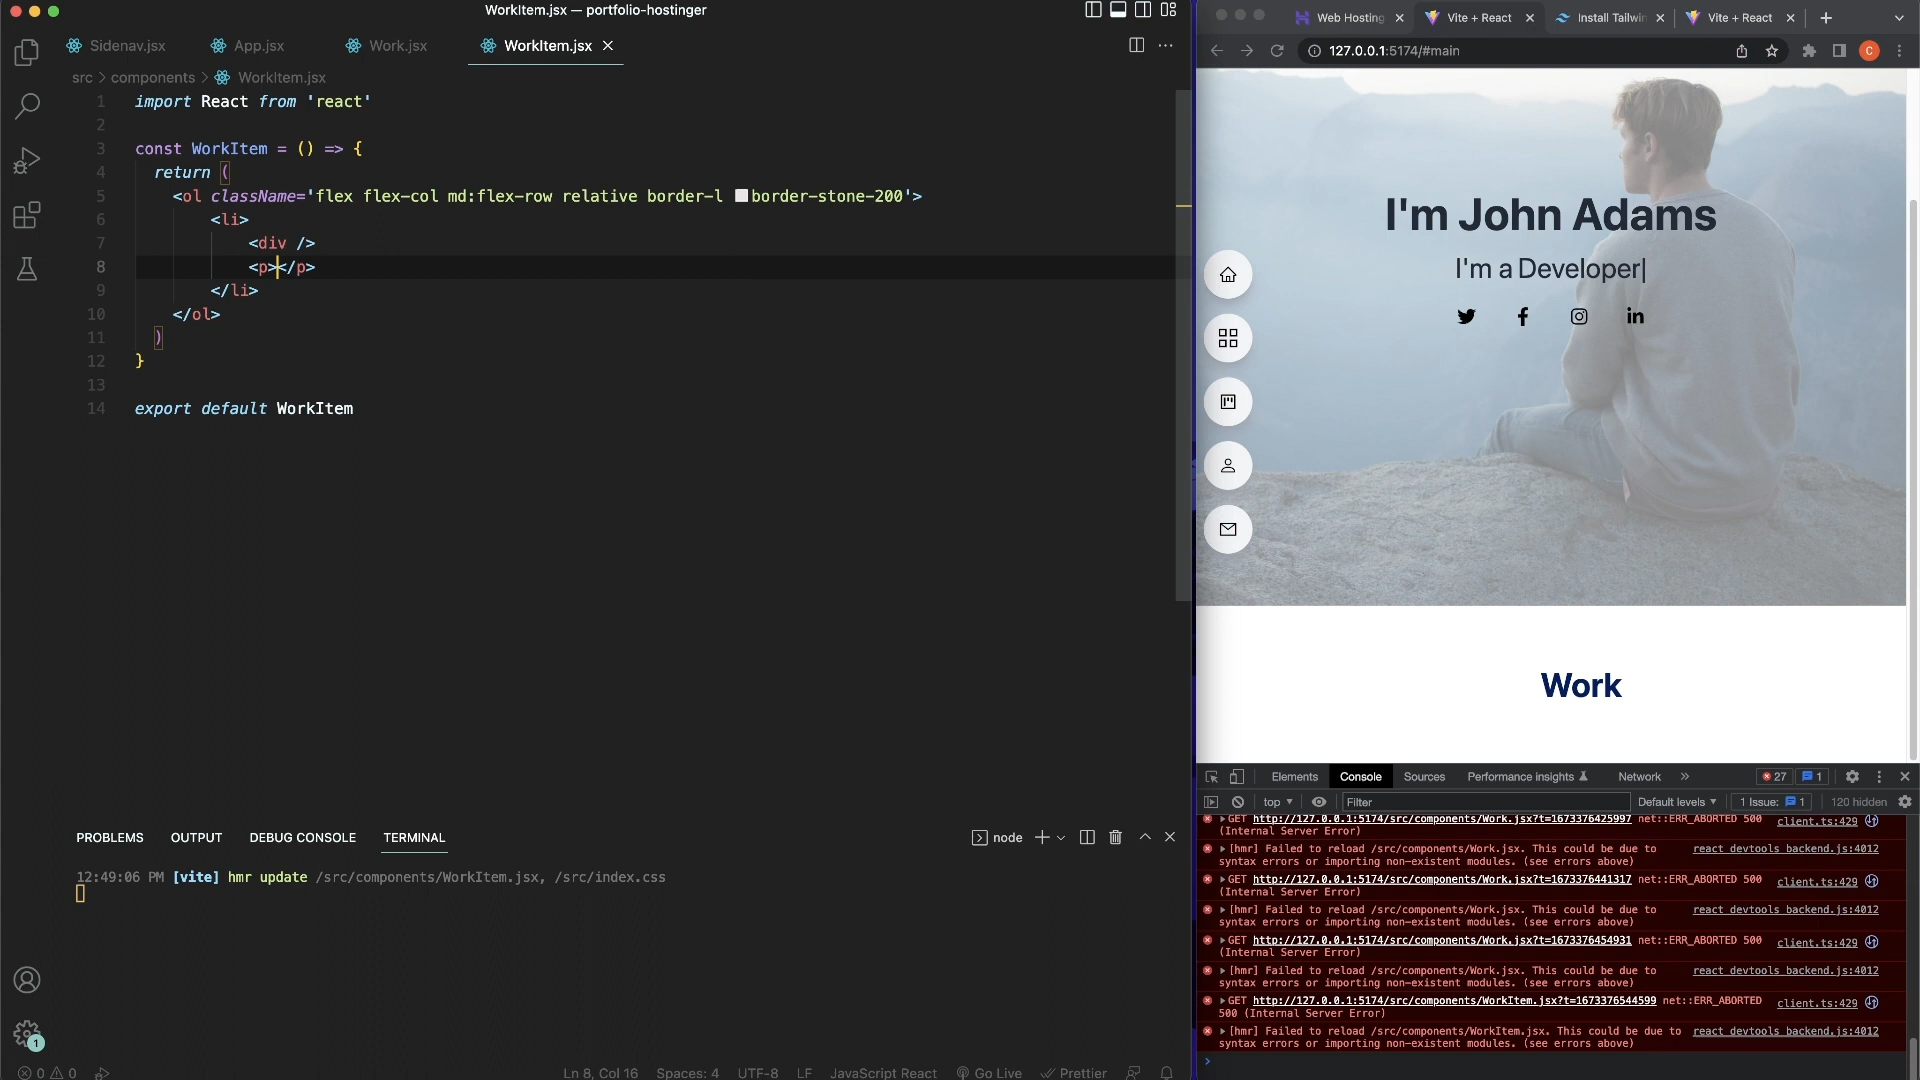 WorkItem.jsx — portfolio-hostinger
Sidenav.jsx
App.jsx
Work.jsx
WorkItem.jsx
src > components > WorkItem.jsx
1 import React from 'react'
2
3 const WorkItem = () => {
4 return (
5 <ol className='flex flex-col md:flex-row relative border-l border-stone-200'>
6 <li>
7 <div />
8 <p></p>
9 </li>
10 </ol>
11 )
12 }
13
14 export default WorkItem
PROBLEMS OUTPUT DEBUG CONSOLE TERMINAL
node
12:49:06 PM [vite] hmr update /src/components/WorkItem.jsx, /src/index.css
1
0 0 Ln 8, Col 16 Spaces: 4 UTF-8 LF JavaScript React Go Live Prettier
Web Hosting
Vite + React
Install Tailwin
Vite + React
127.0.0.1:5174/#main
C
I'm John Adams
I'm a Developer|
Work
Elements Console Sources Performance insights Network » 27 1
top Filter Default levels 1 Issue: 1 120 hidden
GET http://127.0.0.1:5174/src/components/Work.jsx?t=1673376425997 net::ERR_ABORTED 500 client.ts:429
(Internal Server Error)
[hmr] Failed to reload /src/components/Work.jsx. This could be due to react_devtools_backend.js:4012
syntax errors or importing non-existent modules. (see errors above)
GET http://127.0.0.1:5174/src/components/Work.jsx?t=1673376441317 net::ERR_ABORTED 500 client.ts:429
(Internal Server Error)
[hmr] Failed to reload /src/components/Work.jsx. This could be due to react_devtools_backend.js:4012
syntax errors or importing non-existent modules. (see errors above)
GET http://127.0.0.1:5174/src/components/Work.jsx?t=1673376454931 net::ERR_ABORTED 500 client.ts:429
(Internal Server Error)
[hmr] Failed to reload /src/components/Work.jsx. This could be due to react_devtools_backend.js:4012
syntax errors or importing non-existent modules. (see errors above)
GET http://127.0.0.1:5174/src/components/WorkItem.jsx?t=1673376544599 net::ERR_ABORTED client.ts:429
500 (Internal Server Error)
[hmr] Failed to reload /src/components/WorkItem.jsx. This could be due to react_devtools_backend.js:4012
syntax errors or importing non-existent modules. (see errors above)